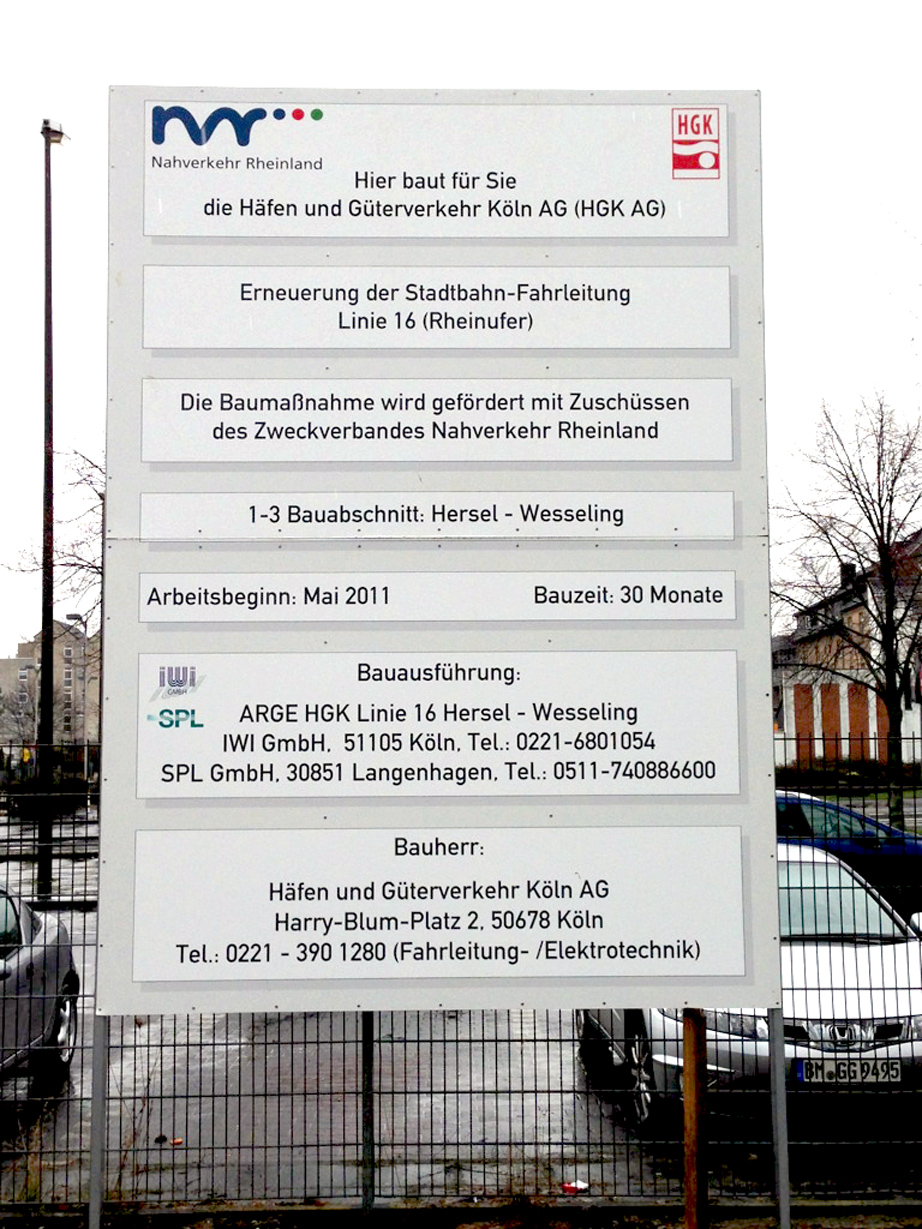 nvr
Nahverkehr Rheinland
HGK
Hier baut für Sie
die Häfen und Güterverkehr Köln AG (HGK AG)
Erneuerung der Stadtbahn-Fahrleitung
Linie 16 (Rheinufer)
Die Baumaßnahme wird gefördert mit Zuschüssen
des Zweckverbandes Nahverkehr Rheinland
1-3 Bauabschnitt: Hersel - Wesseling
Arbeitsbeginn: Mai 2011 Bauzeit: 30 Monate
Bauausführung:
iWi
GMBH
SPL
ARGE HGK Linie 16 Hersel - Wesseling
IWI GmbH, 51105 Köln, Tel.: 0221-6801054
SPL GmbH, 30851 Langenhagen, Tel.: 0511-740886600
Bauherr:
Häfen und Güterverkehr Köln AG
Harry-Blum-Platz 2, 50678 Köln
Tel.: 0221 - 390 1280 (Fahrleitung- /Elektrotechnik)
BM GG 9495